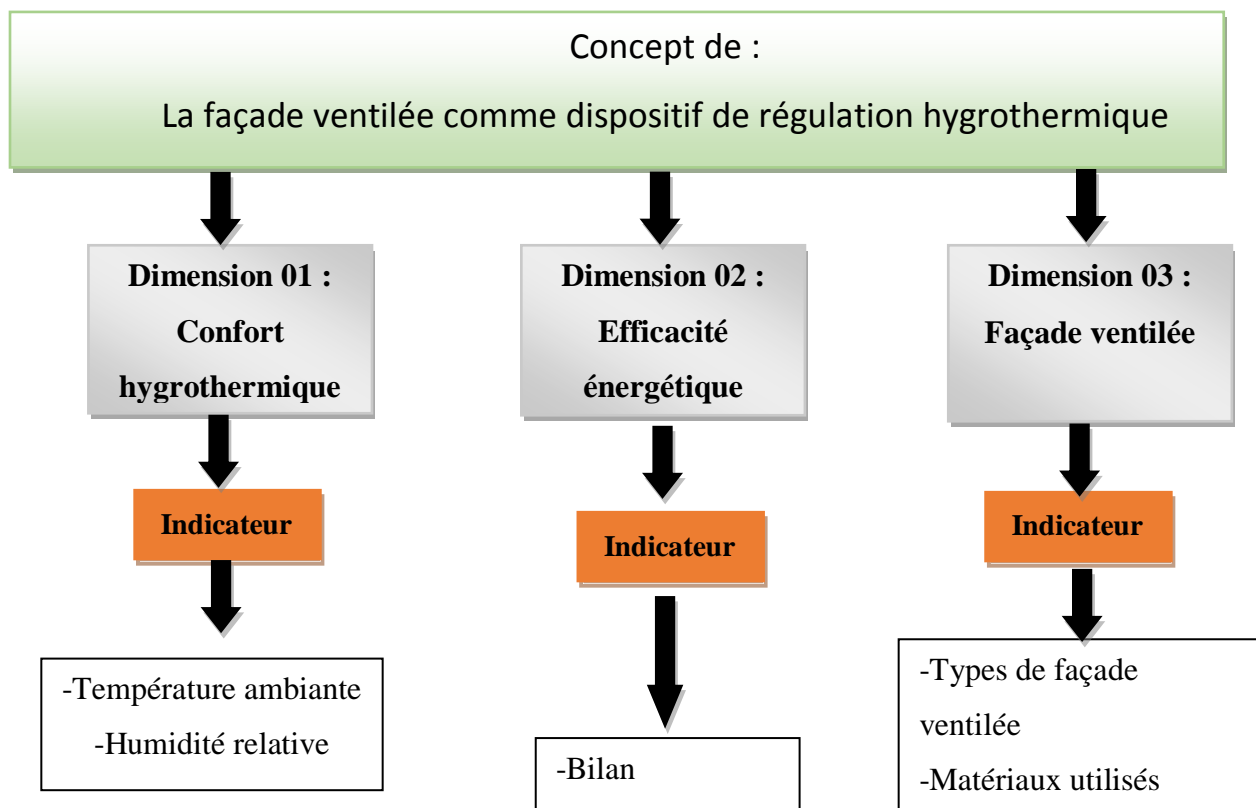 Concept de :
La façade ventilée comme dispositif de régulation hygrothermique
Dimension 01 :
Confort
hygrothermique
Dimension 02 :
Efficacité
énergétique
Dimension 03 :
Façade ventilée
Indicateur
Indicateur
Indicateur
-Température ambiante
-Humidité relative
-Bilan
-Types de façade
ventilée
-Matériaux utilisés